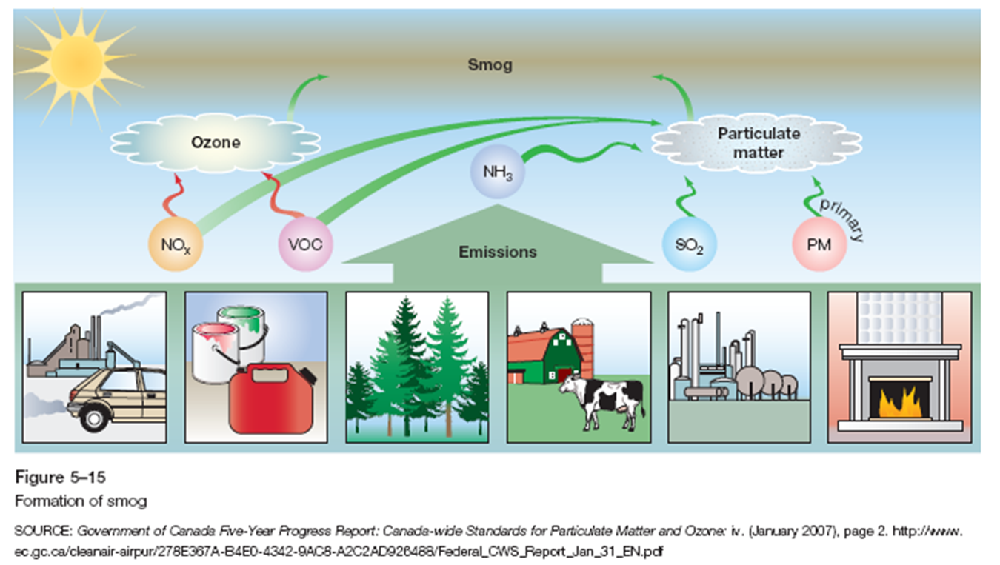 Smog
Ozone
Particulate
matter
NH₃
NOₓ
VOC
Emissions
SO₂
PM
primary
Figure 5–15
Formation of smog
SOURCE: Government of Canada Five-Year Progress Report: Canada-wide Standards for Particulate Matter and Ozone: iv. (January 2007), page 2. http://www.
ec.gc.ca/cleanair-airpur/278E367A-B4E0-4342-9AC8-A2C2AD926488/Federal_CWS_Report_Jan_31_EN.pdf